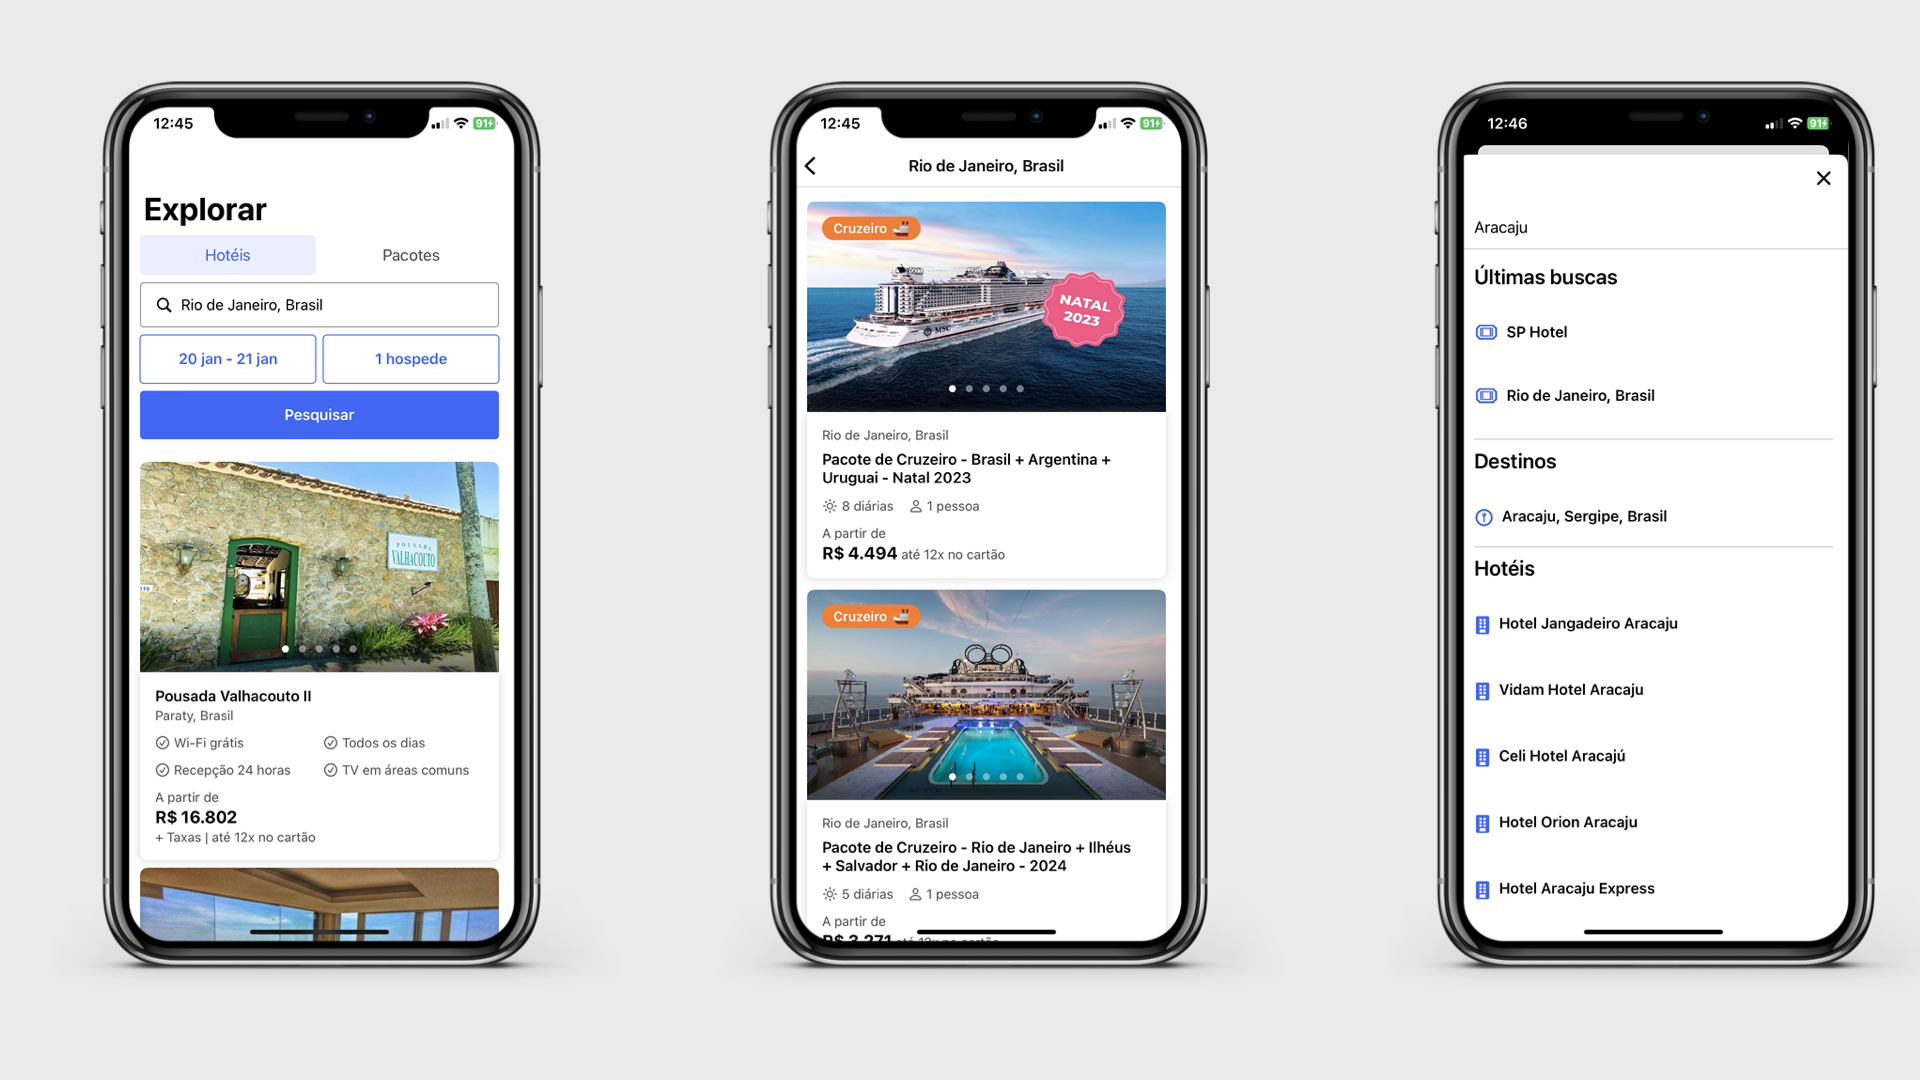 12:45
91
Explorar
Hotéis
Pacotes
Rio de Janeiro, Brasil
20 jan - 21 jan
1 hospede
Pesquisar
POUSADA
VALHACOUTO
Pousada Valhacouto II
Paraty, Brasil
Wi-Fi grátis
Todos os dias
Recepção 24 horas
TV em áreas comuns
A partir de
R$ 16.802
+ Taxas | até 12x no cartão
12:45
91
Rio de Janeiro, Brasil
Cruzeiro
NATAL
2023
MSC
Rio de Janeiro, Brasil
Pacote de Cruzeiro - Brasil + Argentina +
Uruguai - Natal 2023
8 diárias
1 pessoa
A partir de
R$ 4.494 até 12x no cartão
Cruzeiro
Rio de Janeiro, Brasil
Pacote de Cruzeiro - Rio de Janeiro + Ilhéus
+ Salvador + Rio de Janeiro - 2024
5 diárias
1 pessoa
A partir de
R$ 3.271 até 12x no cartão
12:46
91
Aracaju
Últimas buscas
SP Hotel
Rio de Janeiro, Brasil
Destinos
Aracaju, Sergipe, Brasil
Hotéis
Hotel Jangadeiro Aracaju
Vidam Hotel Aracaju
Celi Hotel Aracajú
Hotel Orion Aracaju
Hotel Aracaju Express